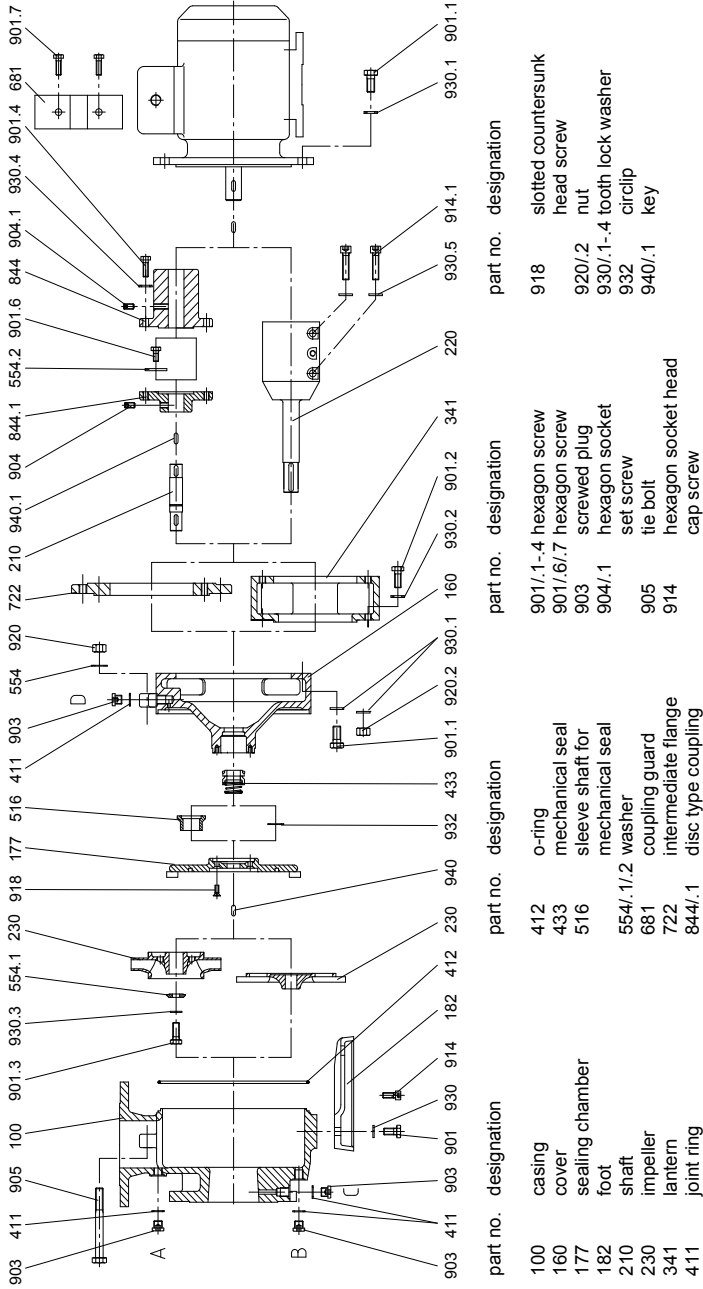 903 411 905 100 901.3 930.3 554.1 230 918 177 516 411 903 554 920 722 210 940.1 904 844.1 554.2 901.6 844 904.1 930.4 901.4 681 901.7
D
A
B
C
903 411 903 901 930 914 182 412 230 940 932 433 901.1 920.2 930.1 160 930.2 901.2 341 220 930.5 914.1 930.1 901.1
part no. designation
100 casing
160 cover
177 sealing chamber
182 foot
210 shaft
230 impeller
341 lantern
411 joint ring
part no. designation
412 o-ring
433 mechanical seal
516 sleeve shaft for
mechanical seal
554/.1/.2 washer
681 coupling guard
722 intermediate flange
844/.1 disc type coupling
part no. designation
901/.1-.4 hexagon screw
901/.6/.7 hexagon screw
903 screwed plug
904/.1 hexagon socket
set screw
905 tie bolt
914 hexagon socket head
cap screw
part no. designation
918 slotted countersunk
head screw
920/.2 nut
930/.1-.4 tooth lock washer
932 circlip
940/.1 key